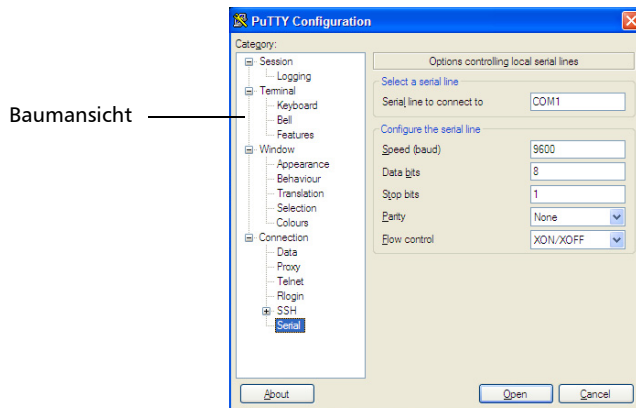 PuTTY Configuration
Category:
Session
Logging
Terminal
Keyboard
Bell
Features
Window
Appearance
Behaviour
Translation
Selection
Colours
Connection
Data
Proxy
Telnet
Rlogin
SSH
Serial
Baumansicht
Options controlling local serial lines
Select a serial line
Serial line to connect to COM1
Configure the serial line
Speed (baud) 9600
Data bits 8
Stop bits 1
Parity None
Flow control XON/XOFF
About Open Cancel